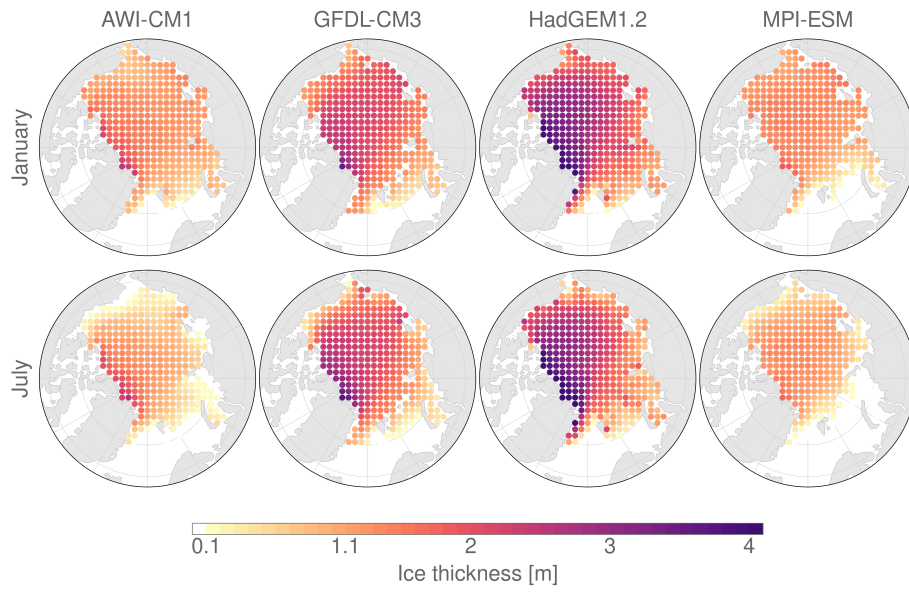 AWI-CM1 GFDL-CM3 HadGEM1.2 MPI-ESM
January
July
0.1 1.1 2 3 4
Ice thickness [m]